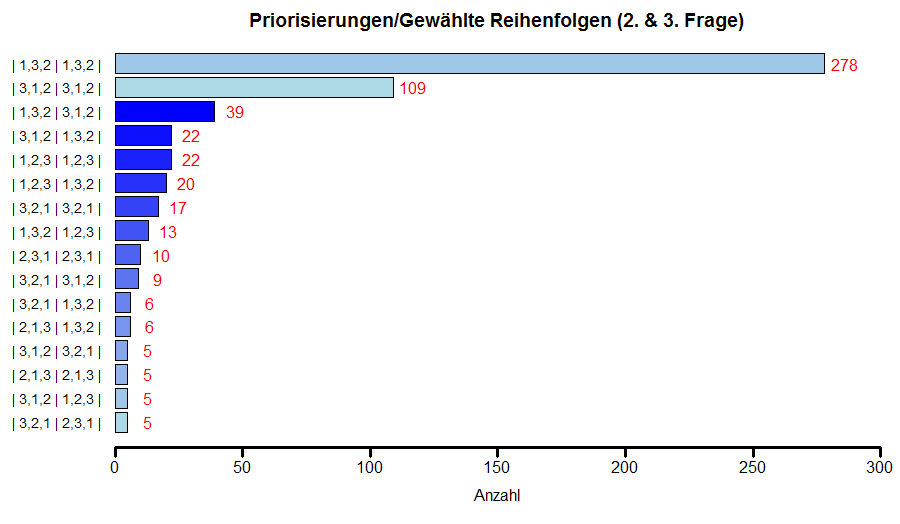 Priorisierungen/Gewählte Reihenfolgen (2. & 3. Frage)
| 1,3,2 | 1,3,2 | 278
| 3,1,2 | 3,1,2 | 109
| 1,3,2 | 3,1,2 | 39
| 3,1,2 | 1,3,2 | 22
| 1,2,3 | 1,2,3 | 22
| 1,2,3 | 1,3,2 | 20
| 3,2,1 | 3,2,1 | 17
| 1,3,2 | 1,2,3 | 13
| 2,3,1 | 2,3,1 | 10
| 3,2,1 | 3,1,2 | 9
| 3,2,1 | 1,3,2 | 6
| 2,1,3 | 1,3,2 | 6
| 3,1,2 | 3,2,1 | 5
| 2,1,3 | 2,1,3 | 5
| 3,1,2 | 1,2,3 | 5
| 3,2,1 | 2,3,1 | 5
0 50 100 150 200 250 300
Anzahl